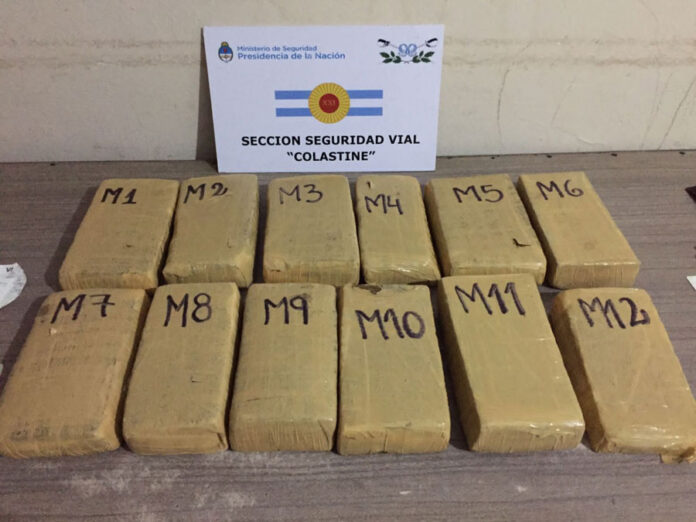 Ministerio de Seguridad
Presidencia de la Nación
XXI
SECCION SEGURIDAD VIAL
"COLASTINE"
M1 M2 M3 M4 M5 M6
M7 M8 M9 M10 M11 M12